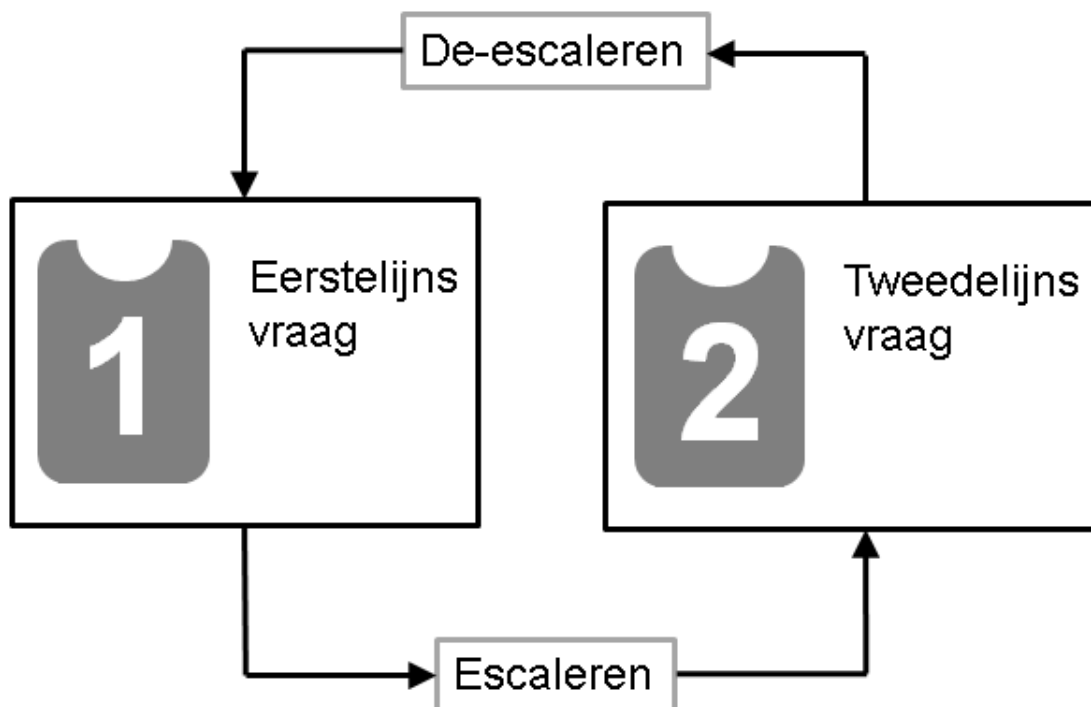 De-escaleren
1
Eerstelijns
vraag
2
Tweedelijns
vraag
Escaleren